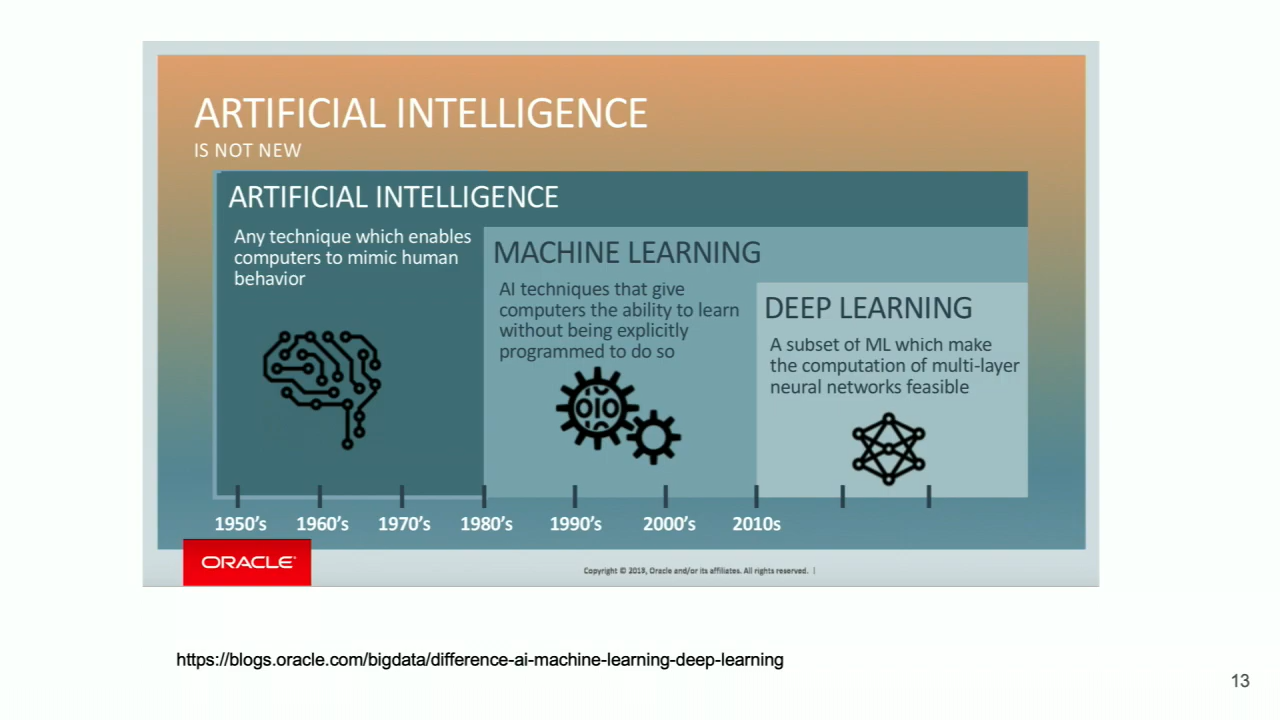 ARTIFICIAL INTELLIGENCE
IS NOT NEW
ARTIFICIAL INTELLIGENCE
Any technique which enables
computers to mimic human
behavior
MACHINE LEARNING
AI techniques that give
computers the ability to learn
without being explicitly
programmed to do so
DEEP LEARNING
A subset of ML which make
the computation of multi-layer
neural networks feasible
1950's 1960's 1970's 1980's 1990's 2000's 2010s
ORACLE
Copyright © 2019, Oracle and/or its affiliates. All rights reserved. |
https://blogs.oracle.com/bigdata/difference-ai-machine-learning-deep-learning
13